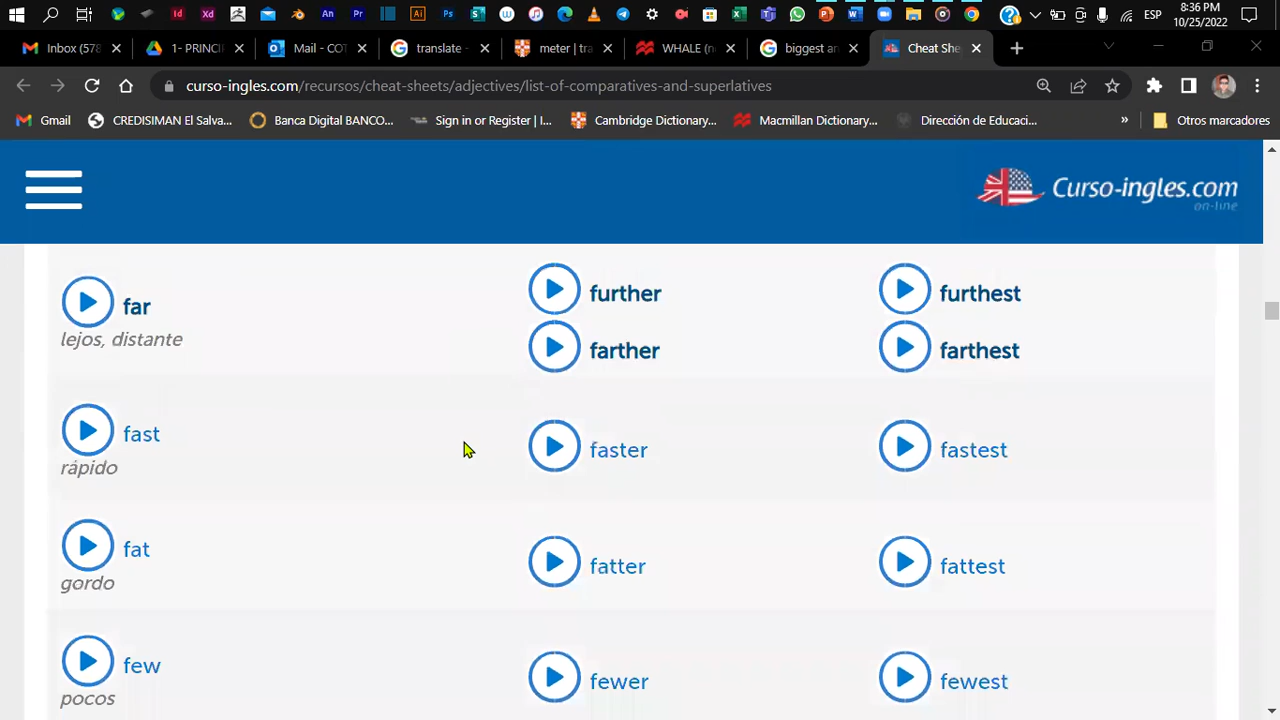 8:36 PM
ESP
10/25/2022
Inbox (578
1- PRINCI
Mail - COT
translate -
meter | tra
WHALE (n
biggest an
Cheat She
curso-ingles.com/recursos/cheat-sheets/adjectives/list-of-comparatives-and-superlatives
Gmail
CREDISIMAN El Salva...
Banca Digital BANCO...
Sign in or Register | I...
Cambridge Dictionary...
Macmillan Dictionary...
Dirección de Educaci...
»
Otros marcadores
Curso-ingles.com
on-line
far
further
furthest
lejos, distante
farther
farthest
fast
faster
fastest
rápido
fat
fatter
fattest
gordo
few
fewer
fewest
pocos